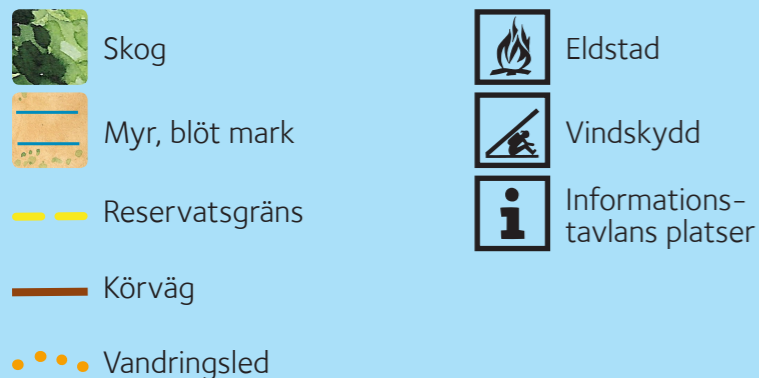 Skog
Myr, blöt mark
Reservatsgräns
Körväg
Vandringsled
Eldstad
Vindskydd
Informations-
tavlans platser